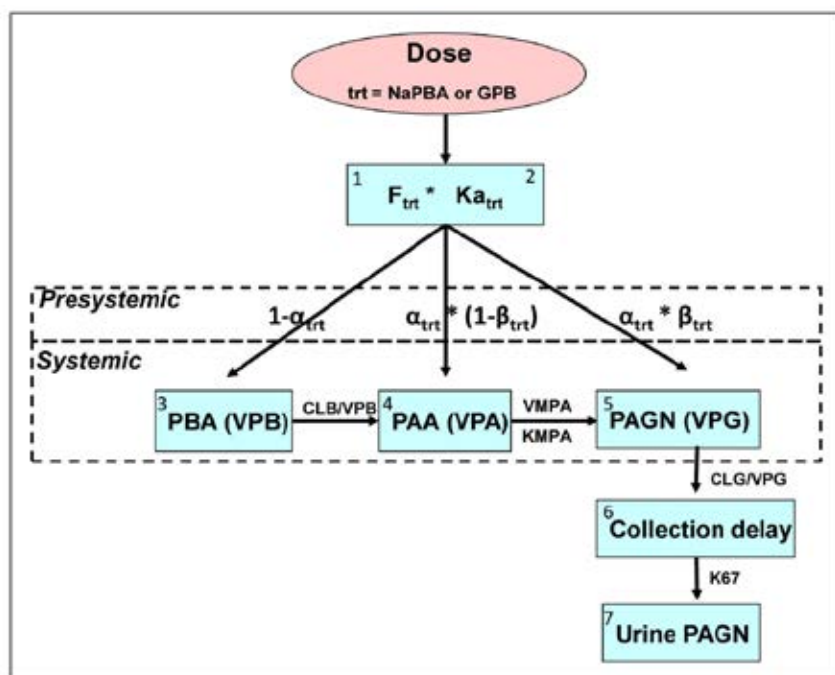 Dose
trt = NaPBA or GPB
1 F_trt * Ka_trt 2
Presystemic
1-α_trt α_trt * (1-β_trt) α_trt * β_trt
Systemic
3 PBA (VPB) CLB/VPB 4 PAA (VPA) VMPA KMPA 5 PAGN (VPG)
CLG/VPG
6 Collection delay
K67
7 Urine PAGN